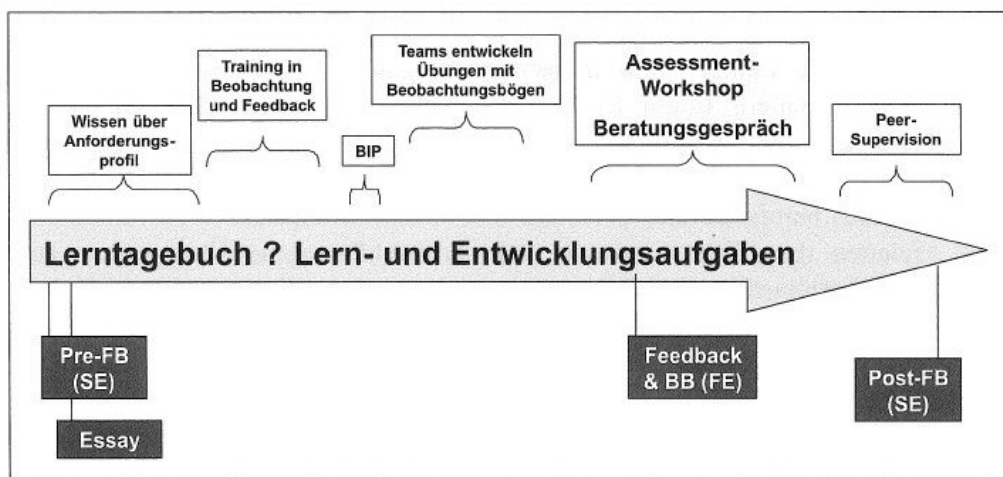 Wissen über
Anforderungs-
profil
Training in
Beobachtung
und Feedback
BIP
Teams entwickeln
Übungen mit
Beobachtungsbögen
Assessment-
Workshop
Beratungsgespräch
Peer-
Supervision
Lerntagebuch ? Lern- und Entwicklungsaufgaben
Pre-FB
(SE)
Essay
Feedback
& BB (FE)
Post-FB
(SE)